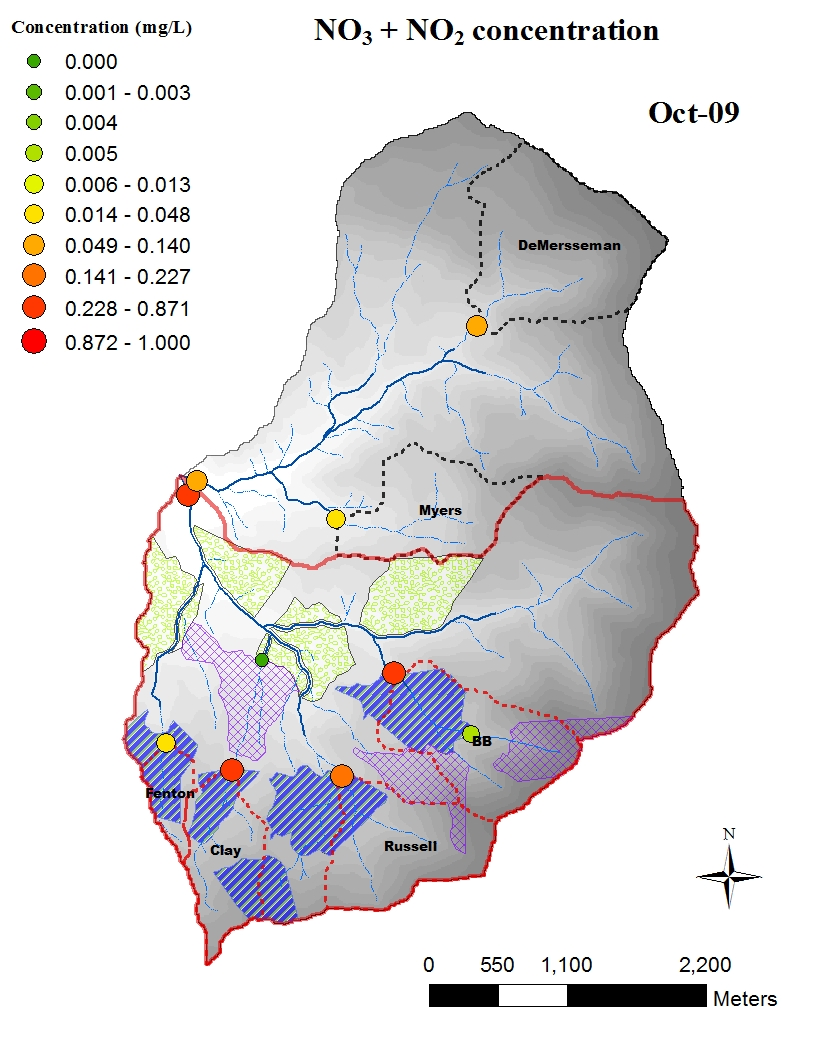 NO3 + NO2 concentration
Oct-09
Concentration (mg/L)
0.000
0.001 - 0.003
0.004
0.005
0.006 - 0.013
0.014 - 0.048
0.049 - 0.140
0.141 - 0.227
0.228 - 0.871
0.872 - 1.000
DeMersseman
Myers
BB
Fenton
Clay
Russell
N
0 550 1,100 2,200
Meters